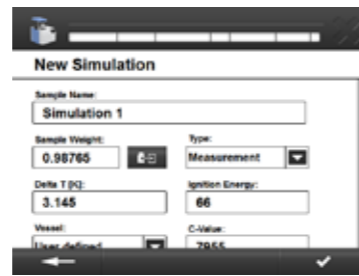 New Simulation
Sample Name:
Simulation 1
Sample Weight: Type:
0.98765 Measurement
Delta T [K]: Ignition Energy:
3.145 66
Vessel: C-Value:
User defined 7955